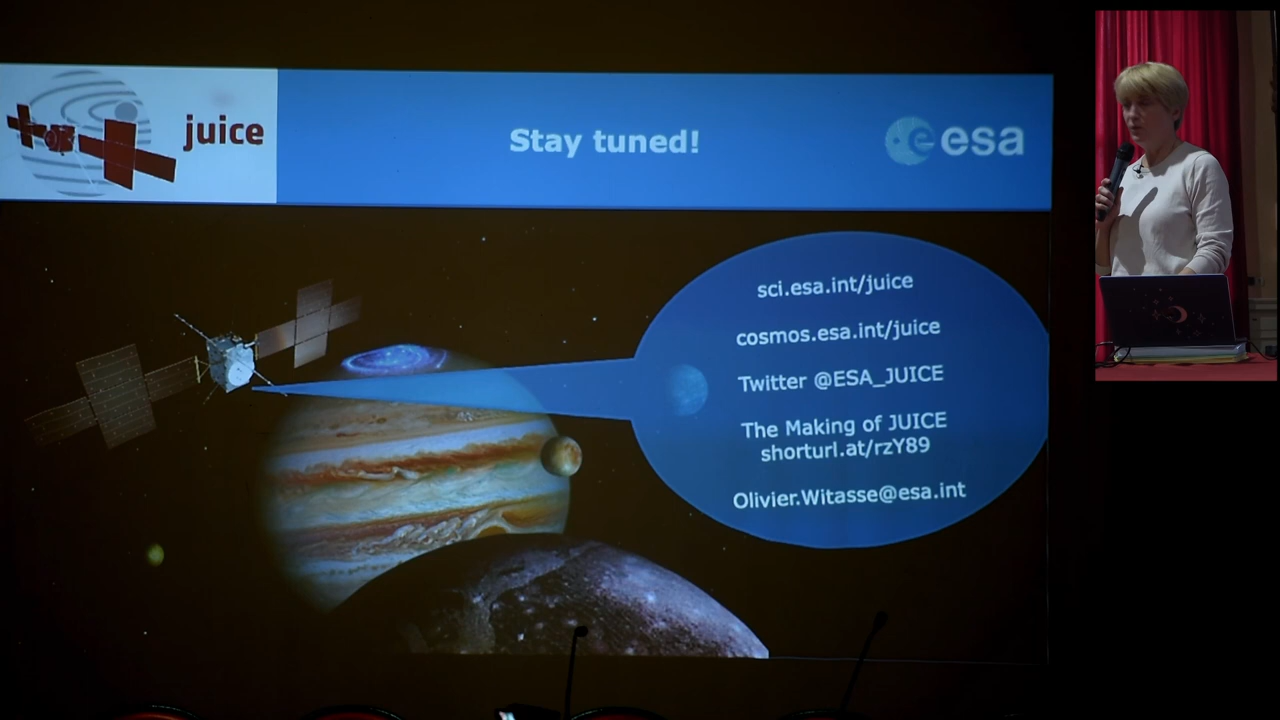 juice
Stay tuned!
esa
sci.esa.int/juice
cosmos.esa.int/juice
Twitter @ESA_JUICE
The Making of JUICE
shorturl.at/rzY89
Olivier.Witasse@esa.int